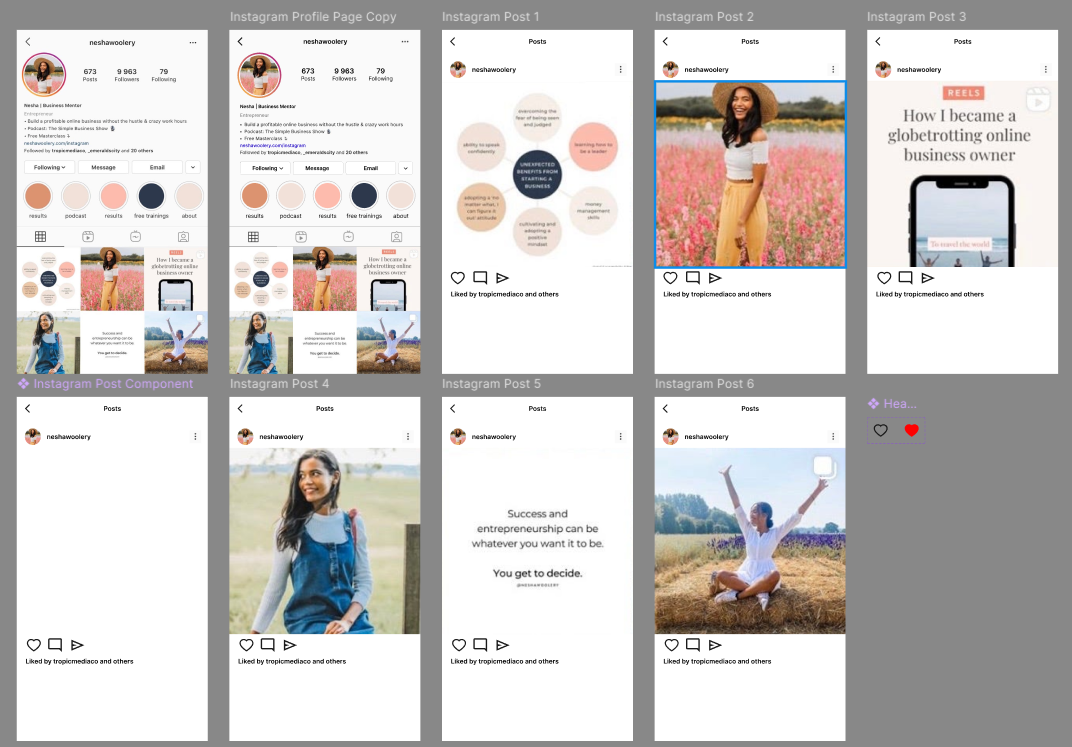 Instagram Profile Page Copy
Instagram Post 1
Instagram Post 2
Instagram Post 3
neshawoolery
673
9 963
79
Posts
Followers
Following
Nesha | Business Mentor
Entrepreneur
• Build a profitable online business without the hustle & crazy work hours
• Podcast: The Simple Business Show
• Free Masterclass
neshawoolery.com/instagram
Followed by tropicmediaco, _emeraldscity and 20 others
Following
Message
Email
results
podcast
results
free trainings
about
UNEXPECTED BENEFITS FROM STARTING A BUSINESS
REELS
How I became a
globetrotting online
business owner
Success and
entrepreneurship can be
whatever you want it to be.
You get to decide.
neshawoolery
673
9 963
79
Posts
Followers
Following
Nesha | Business Mentor
Entrepreneur
• Build a profitable online business without the hustle & crazy work hours
• Podcast: The Simple Business Show
• Free Masterclass
neshawoolery.com/instagram
Followed by tropicmediaco, _emeraldscity and 20 others
Following
Message
Email
results
podcast
results
free trainings
about
REELS
How I became a
globetrotting online
business owner
Success and
entrepreneurship can be
whatever you want it to be.
You get to decide.
Posts
neshawoolery
overcoming the
fear of being seen
and judged
ability to speak
confidently
learning how to
be a leader
UNEXPECTED
BENEFITS FROM
STARTING A
BUSINESS
adopting a 'no
matter what, I
can figure it
out' attitude
money
management
skills
cultivating and
adopting a
positive
mindset
Liked by tropicmediaco and others
Posts
neshawoolery
Liked by tropicmediaco and others
Posts
neshawoolery
REELS
How I became a
globetrotting online
business owner
To travel the world
Liked by tropicmediaco and others
Instagram Post Component
Instagram Post 4
Instagram Post 5
Instagram Post 6
Hea...
Posts
neshawoolery
Liked by tropicmediaco and others
Posts
neshawoolery
Liked by tropicmediaco and others
Posts
neshawoolery
Success and
entrepreneurship can be
whatever you want it to be.
You get to decide.
@NESHAWOOLERY
Liked by tropicmediaco and others
Posts
neshawoolery
Liked by tropicmediaco and others